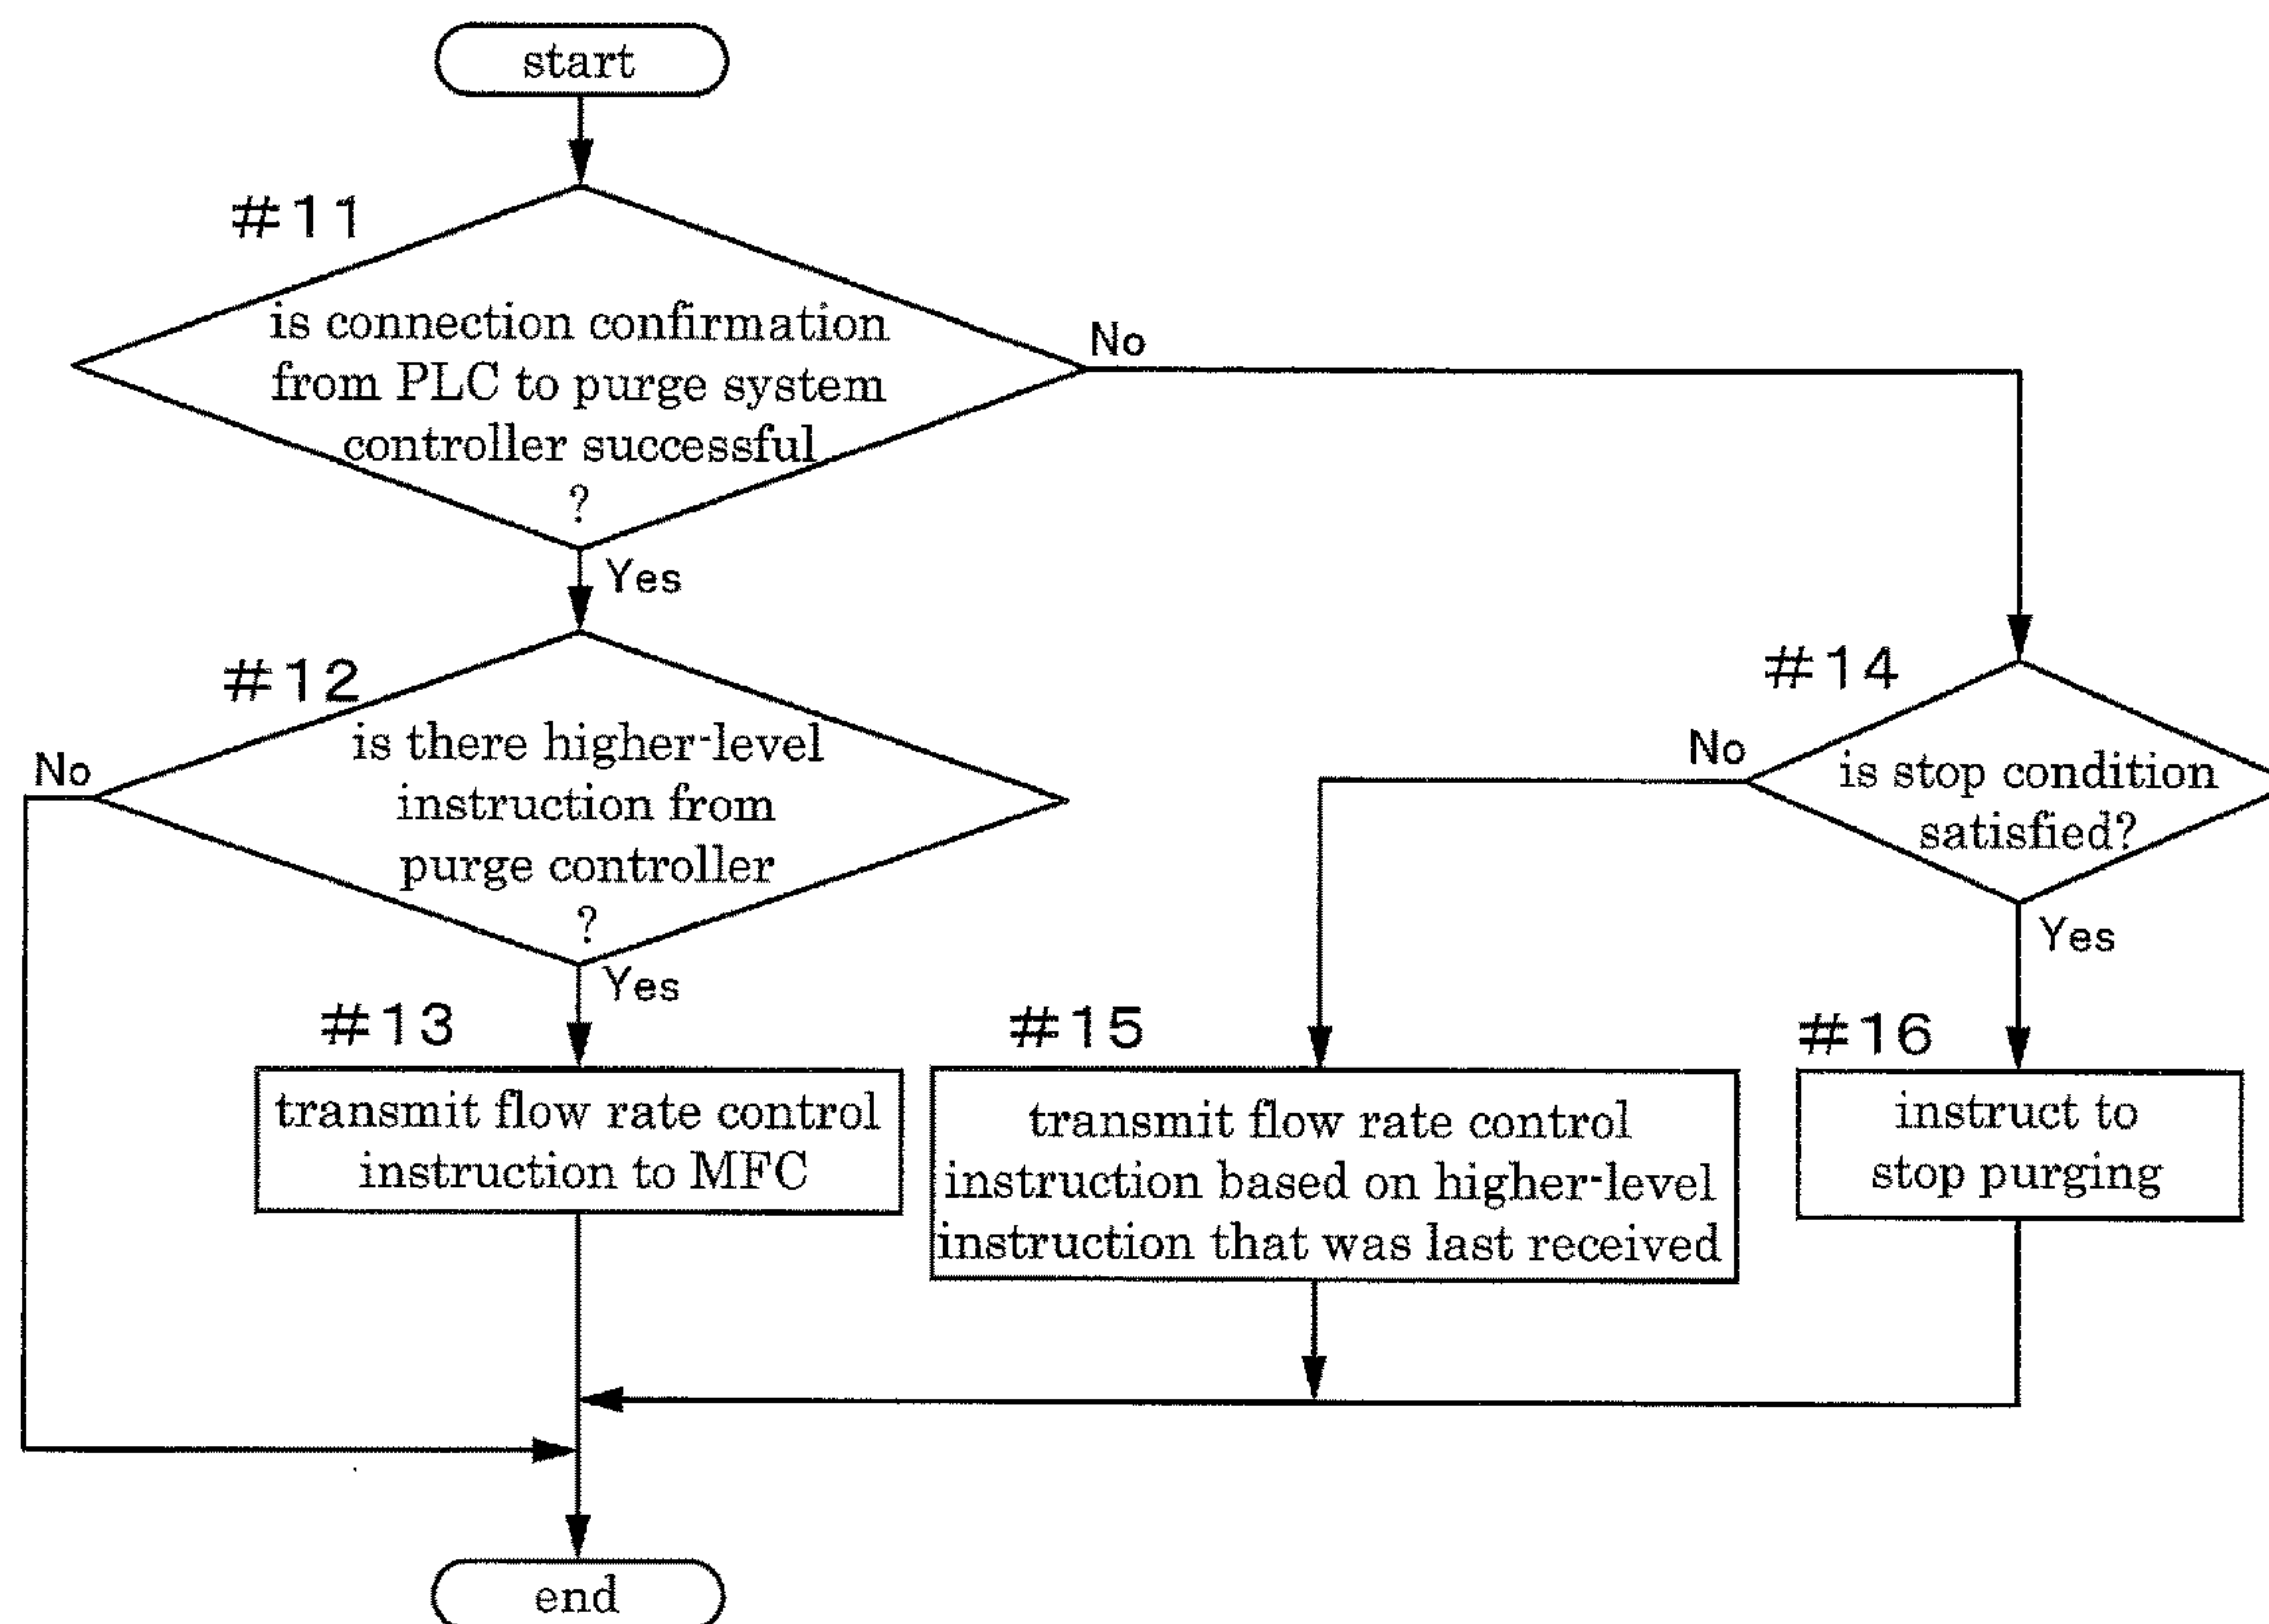 start
#11
is connection confirmation
from PLC to purge system
controller successful
?
No
Yes
#12
is there higher-level
instruction from
purge controller
?
No
Yes
#14
is stop condition
satisfied?
No
Yes
#13
transmit flow rate control
instruction to MFC
#15
transmit flow rate control
instruction based on higher-level
instruction that was last received
#16
instruct to
stop purging
end